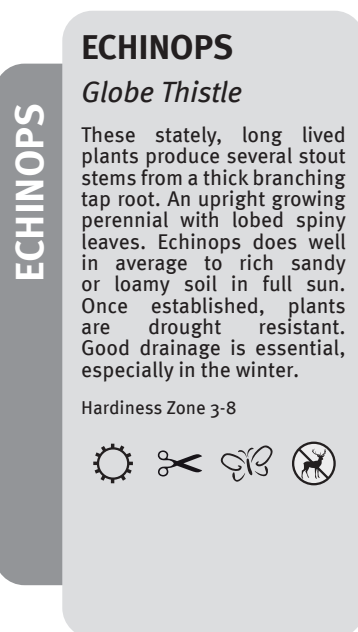 ECHINOPS
ECHINOPS
Globe Thistle
These stately, long lived
plants produce several stout
stems from a thick branching
tap root. An upright growing
perennial with lobed spiny
leaves. Echinops does well
in average to rich sandy
or loamy soil in full sun.
Once established, plants
are drought resistant.
Good drainage is essential,
especially in the winter.
Hardiness Zone 3-8